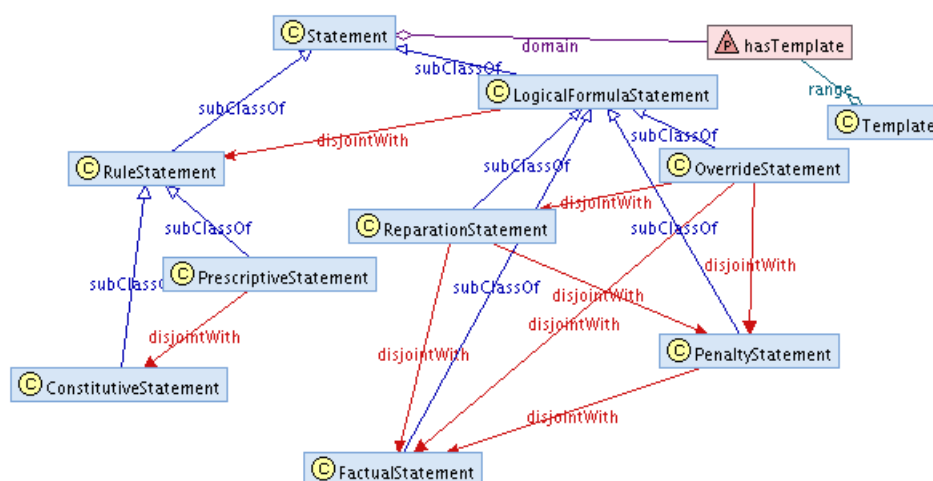 C Statement
P hasTemplate
domain
subClassOf
range
C LogicalFormulaStatement
subClassOf
C Template
disjointWith
subClassOf
C RuleStatement
subClassOf
C OverrideStatement
disjointWith
C ReparationStatement
subClassOf
subClassOf
C PrescriptiveStatement
disjointWith
subClassOf
subClassOf
disjointWith
disjointWith
disjointWith
disjointWith
C PenaltyStatement
C ConstitutiveStatement
disjointWith
C FactualStatement